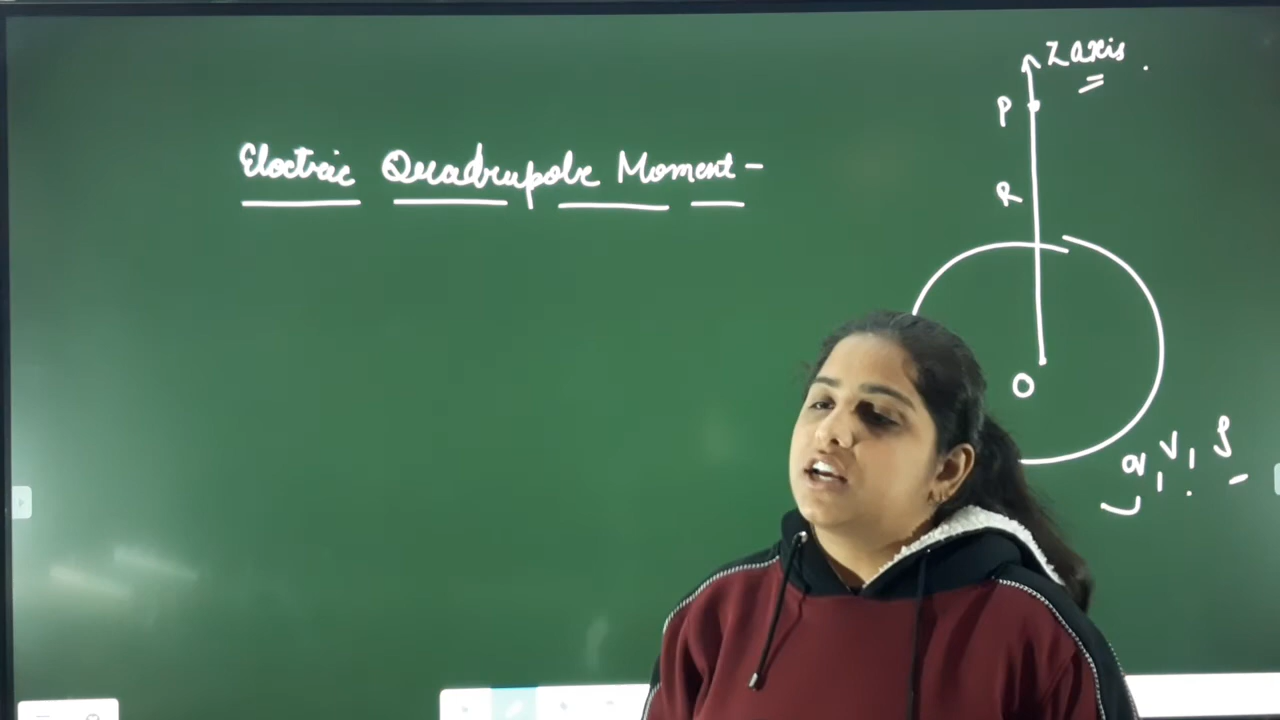 Z axis
P
Electric Quadrupole Moment -
R
O
q, V, ρ